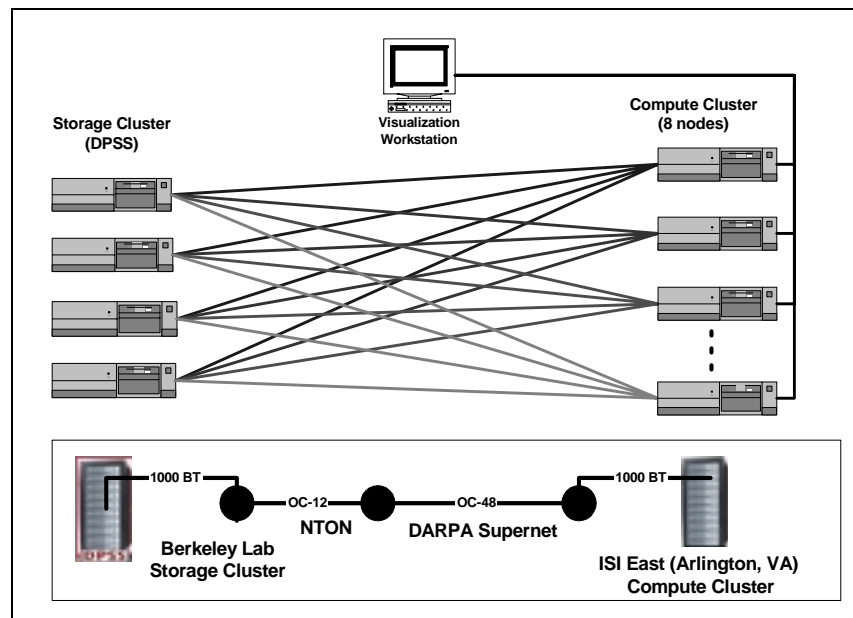 Visualization
Workstation
Storage Cluster
(DPSS)
Compute Cluster
(8 nodes)
1000 BT
OC-12
OC-48
1000 BT
NTON
DARPA Supernet
DPSS
Berkeley Lab
Storage Cluster
ISI East (Arlington, VA)
Compute Cluster